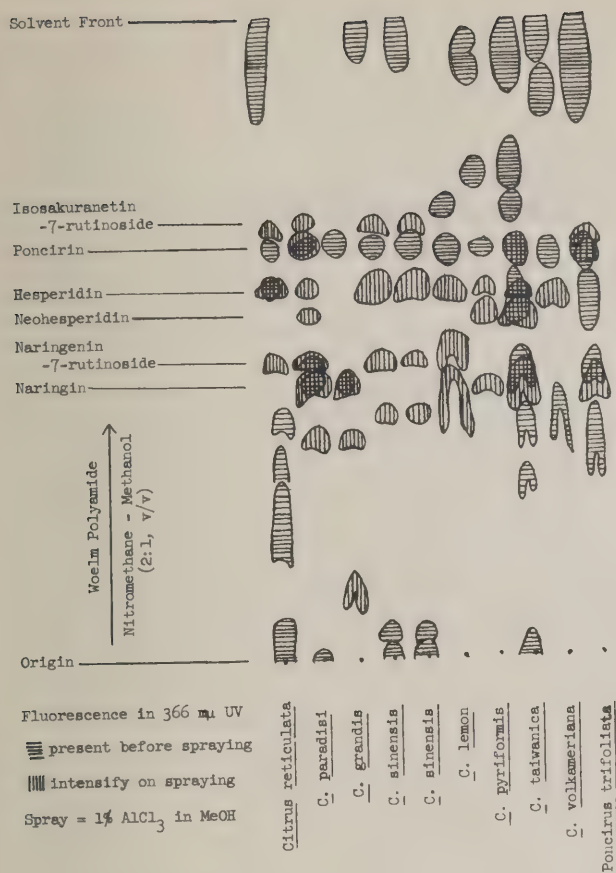 Solvent Front
Isosakuranetin
-7-rutinoside
Poncirin
Hesperidin
Neohesperidin
Naringenin
-7-rutinoside
Naringin
Woelm Polyamide
Nitromethane - Methanol
(2:1, v/v)
Origin
Fluorescence in 366 mμ UV
present before spraying
intensify on spraying
Spray = 1% AlCl3 in MeOH
Citrus reticulata
C. paradisi
C. grandis
C. sinensis
C. sinensis
C. lemon
C. pyriformis
C. taiwanica
C. volkameriana
Poncirus trifoliata